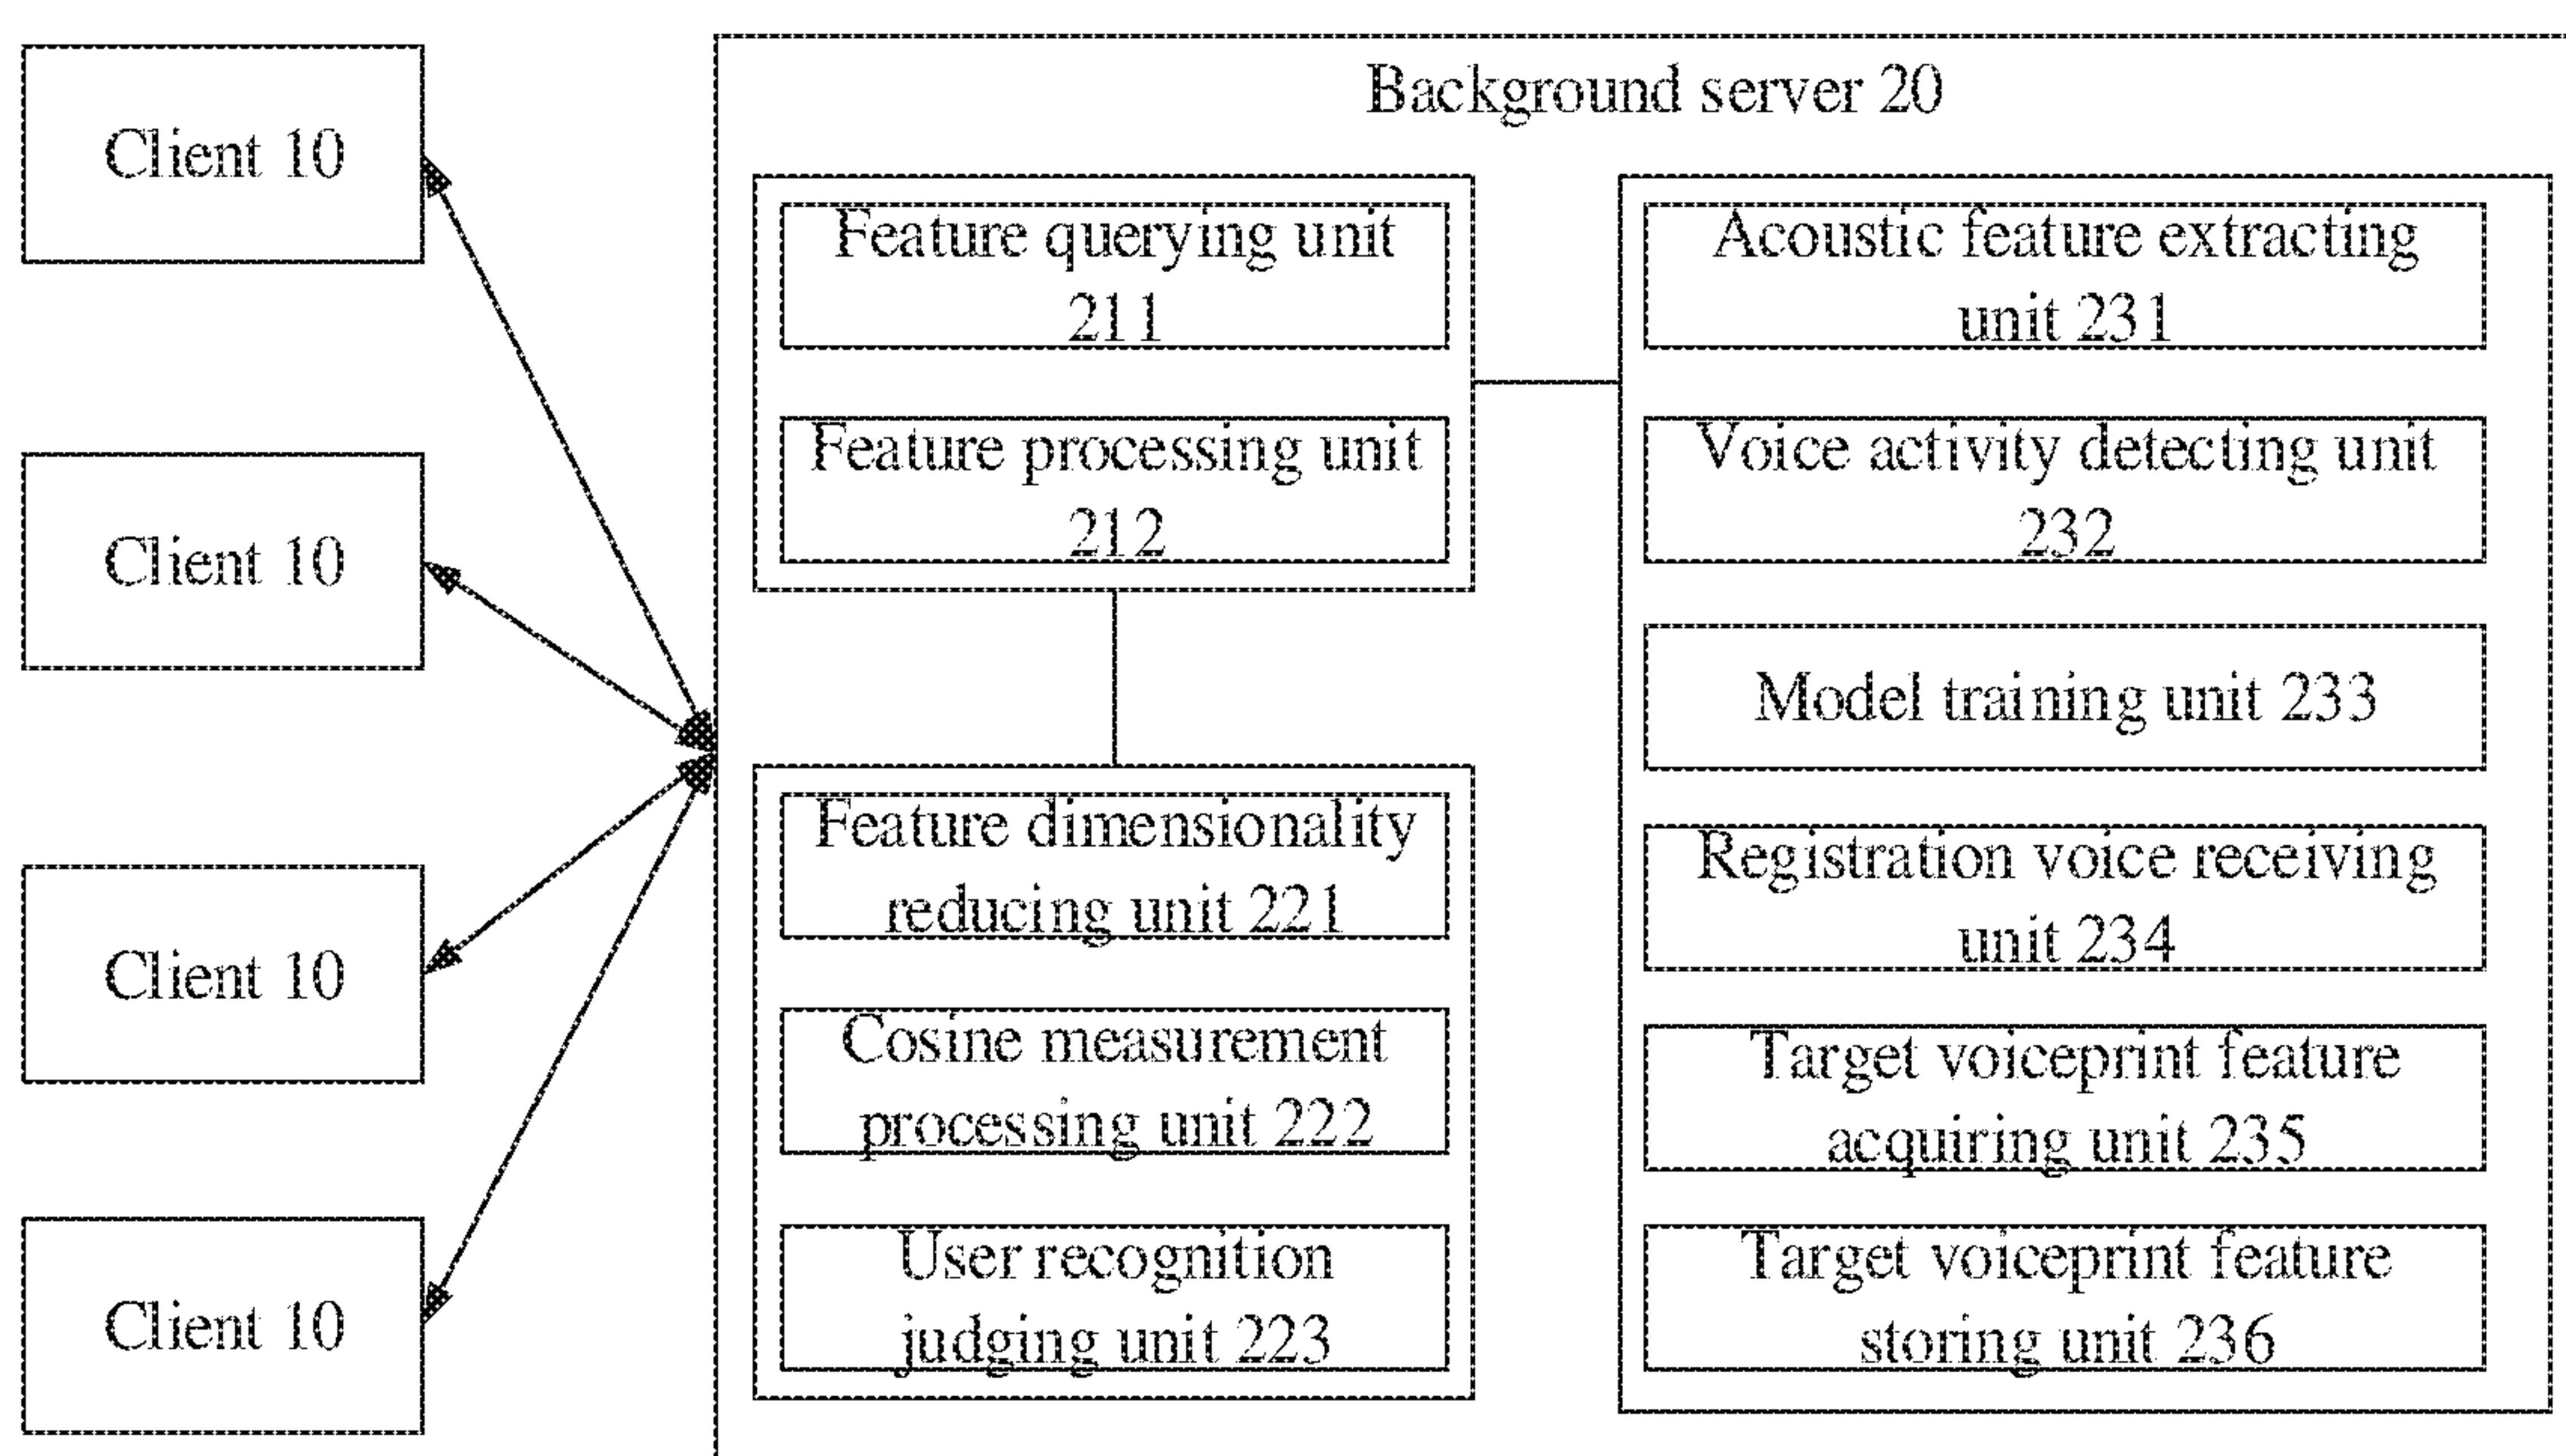 Client 10
Client 10
Client 10
Client 10
Background server 20
Feature querying unit
211
Feature processing unit
212
Feature dimensionality
reducing unit 221
Cosine measurement
processing unit 222
User recognition
judging unit 223
Acoustic feature extracting
unit 231
Voice activity detecting unit
232
Model training unit 233
Registration voice receiving
unit 234
Target voiceprint feature
acquiring unit 235
Target voiceprint feature
storing unit 236